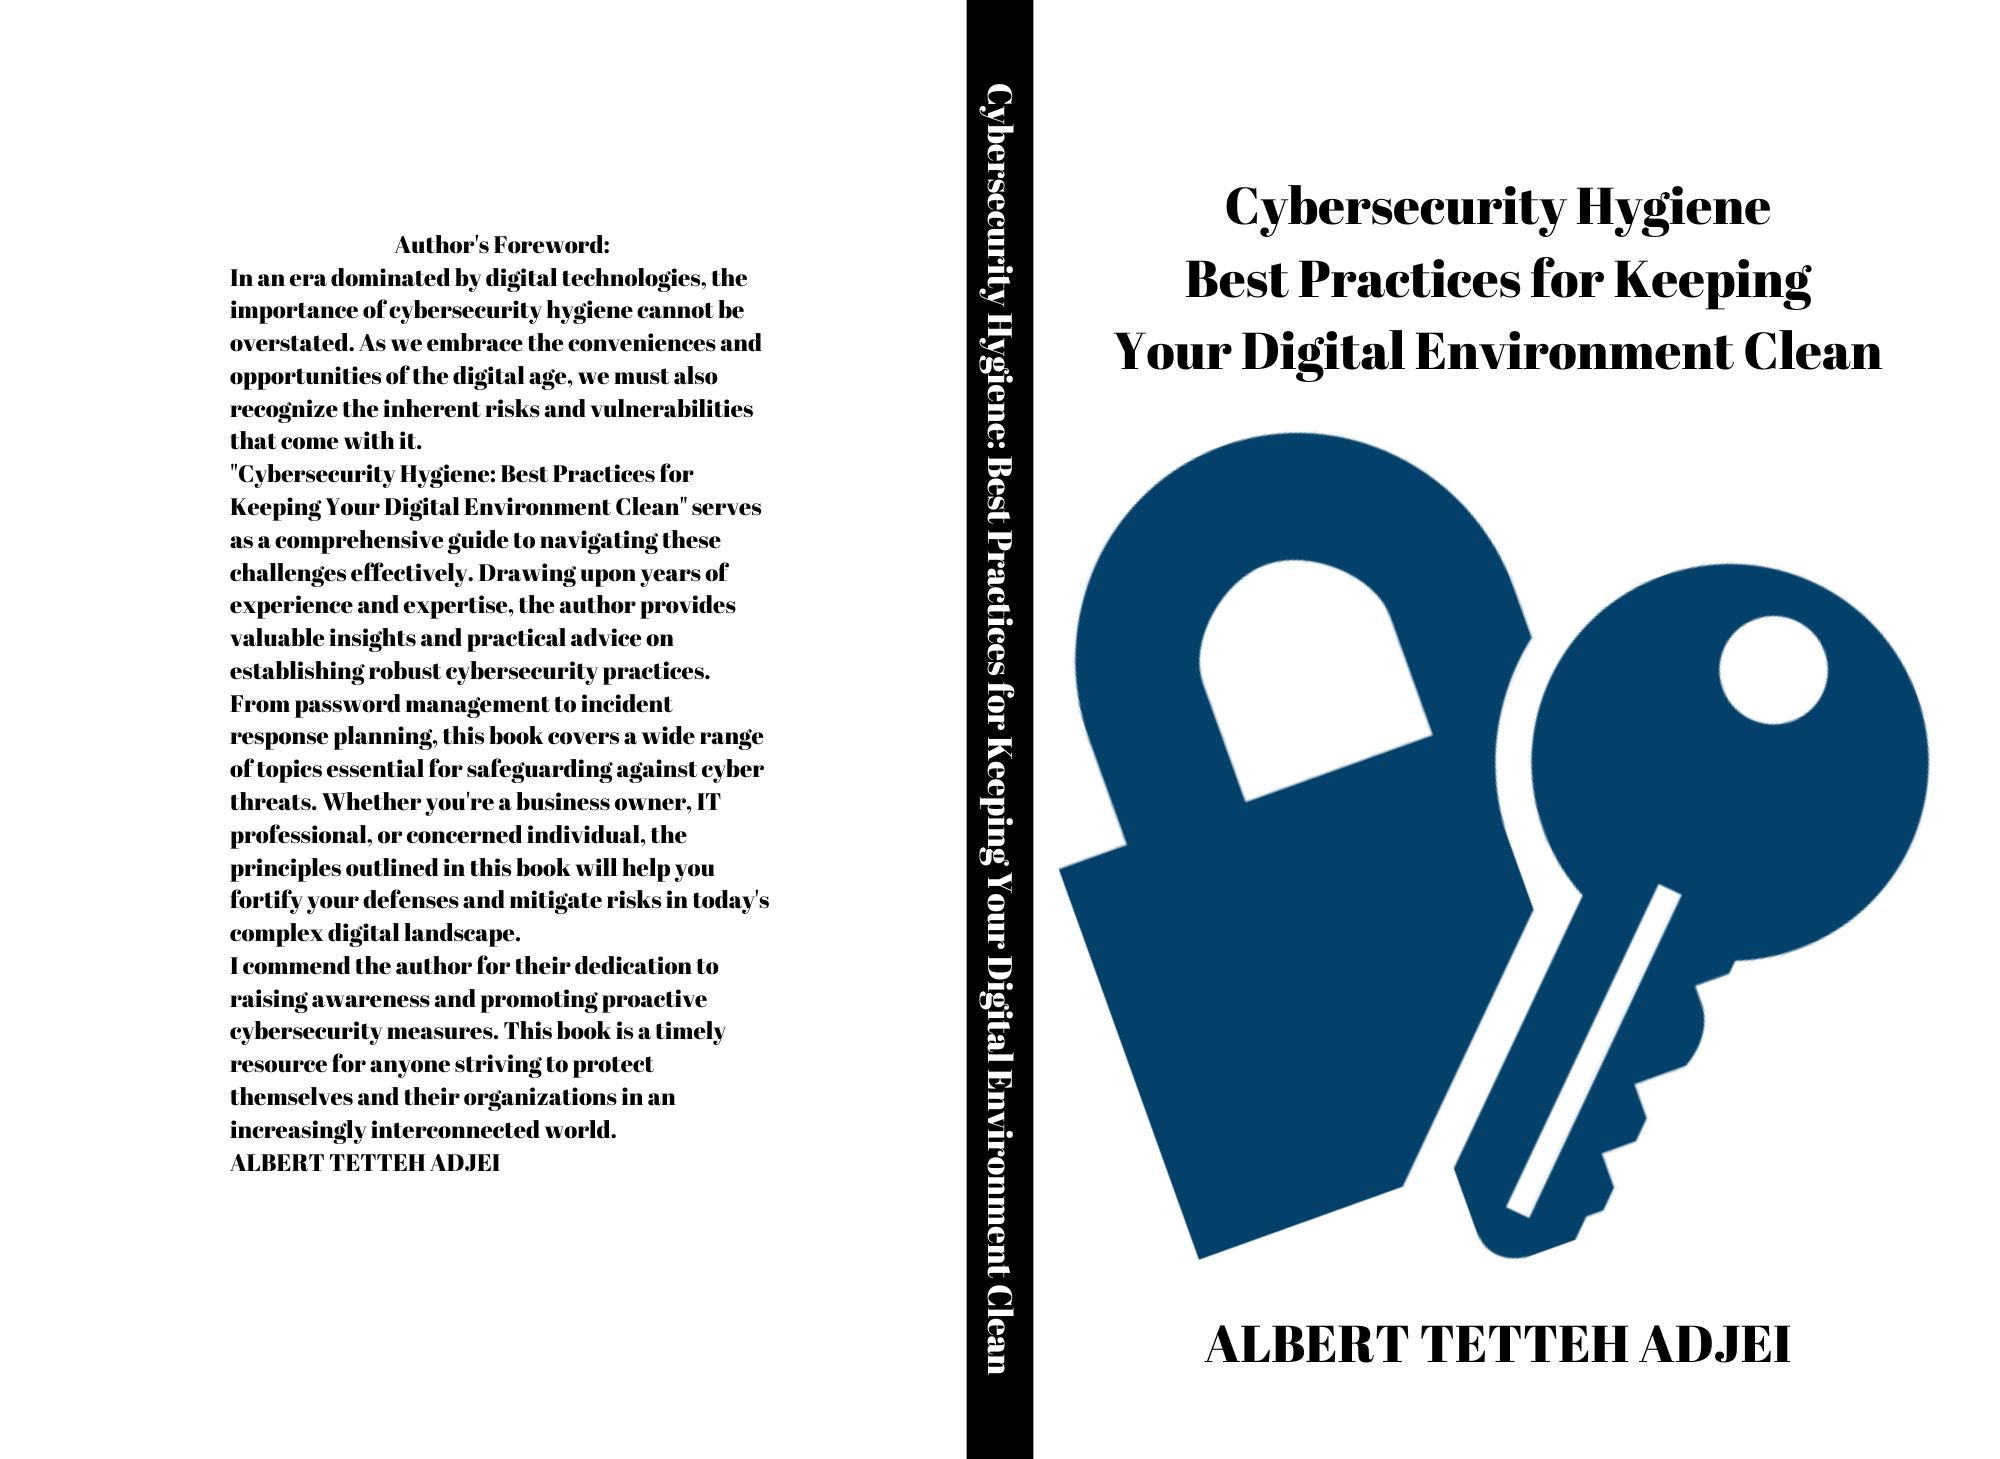 Author's Foreword:
In an era dominated by digital technologies, the
importance of cybersecurity hygiene cannot be
overstated. As we embrace the conveniences and
opportunities of the digital age, we must also
recognize the inherent risks and vulnerabilities
that come with it.
"Cybersecurity Hygiene: Best Practices for
Keeping Your Digital Environment Clean" serves
as a comprehensive guide to navigating these
challenges effectively. Drawing upon years of
experience and expertise, the author provides
valuable insights and practical advice on
establishing robust cybersecurity practices.
From password management to incident
response planning, this book covers a wide range
of topics essential for safeguarding against cyber
threats. Whether you're a business owner, IT
professional, or concerned individual, the
principles outlined in this book will help you
fortify your defenses and mitigate risks in today's
complex digital landscape.
I commend the author for their dedication to
raising awareness and promoting proactive
cybersecurity measures. This book is a timely
resource for anyone striving to protect
themselves and their organizations in an
increasingly interconnected world.
ALBERT TETTEH ADJEI
Cybersecurity Hygiene: Best Practices for Keeping Your Digital Environment Clean
Cybersecurity Hygiene
Best Practices for Keeping
Your Digital Environment Clean
ALBERT TETTEH ADJEI